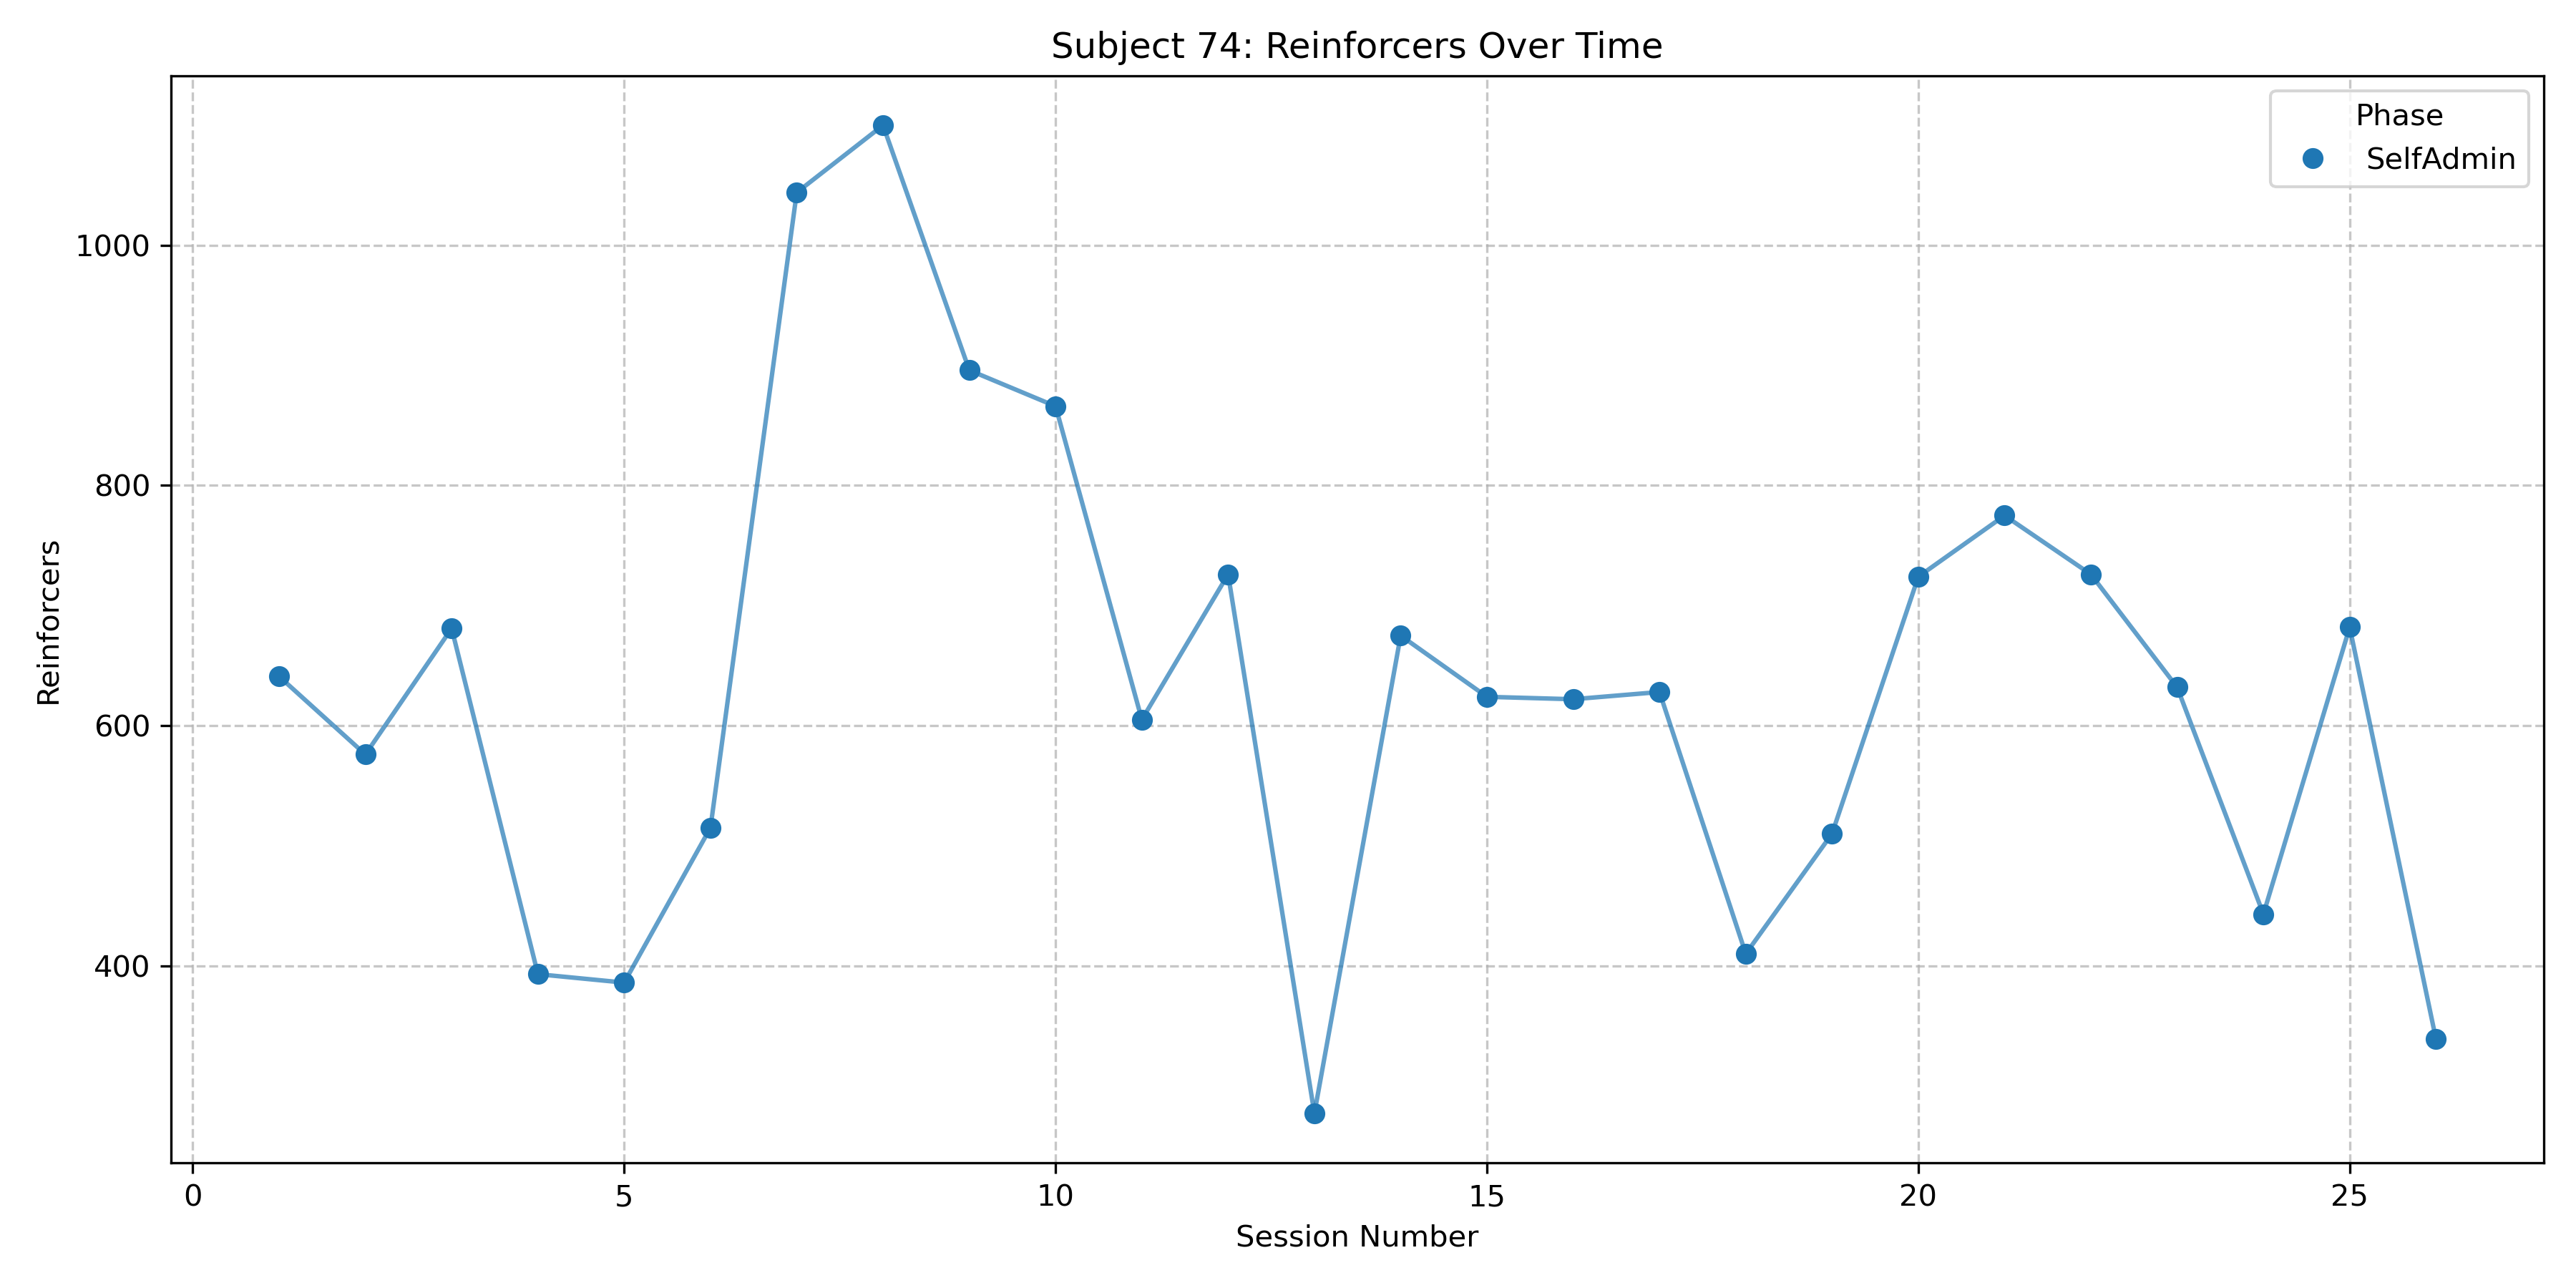 Subject 74: Reinforcers Over Time
Phase
SelfAdmin
1000
800
600
400
Reinforcers
0 5 10 15 20 25
Session Number